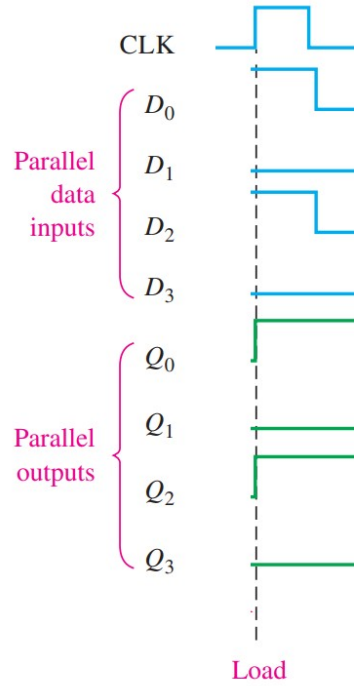 CLK
D₀
Parallel
data
inputs
D₁
D₂
D₃
Q₀
Parallel
outputs
Q₁
Q₂
Q₃
Load